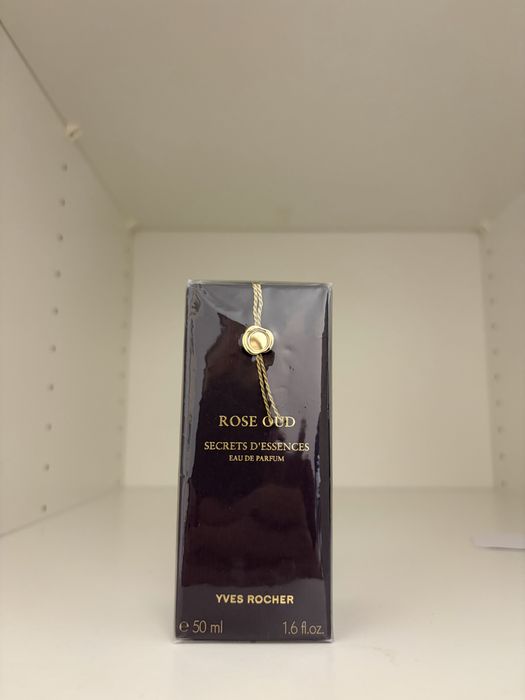 ROSE OUD
SECRETS D'ESSENCES
EAU DE PARFUM
YVES ROCHER
℮ 50 ml 1.6 fl.oz.